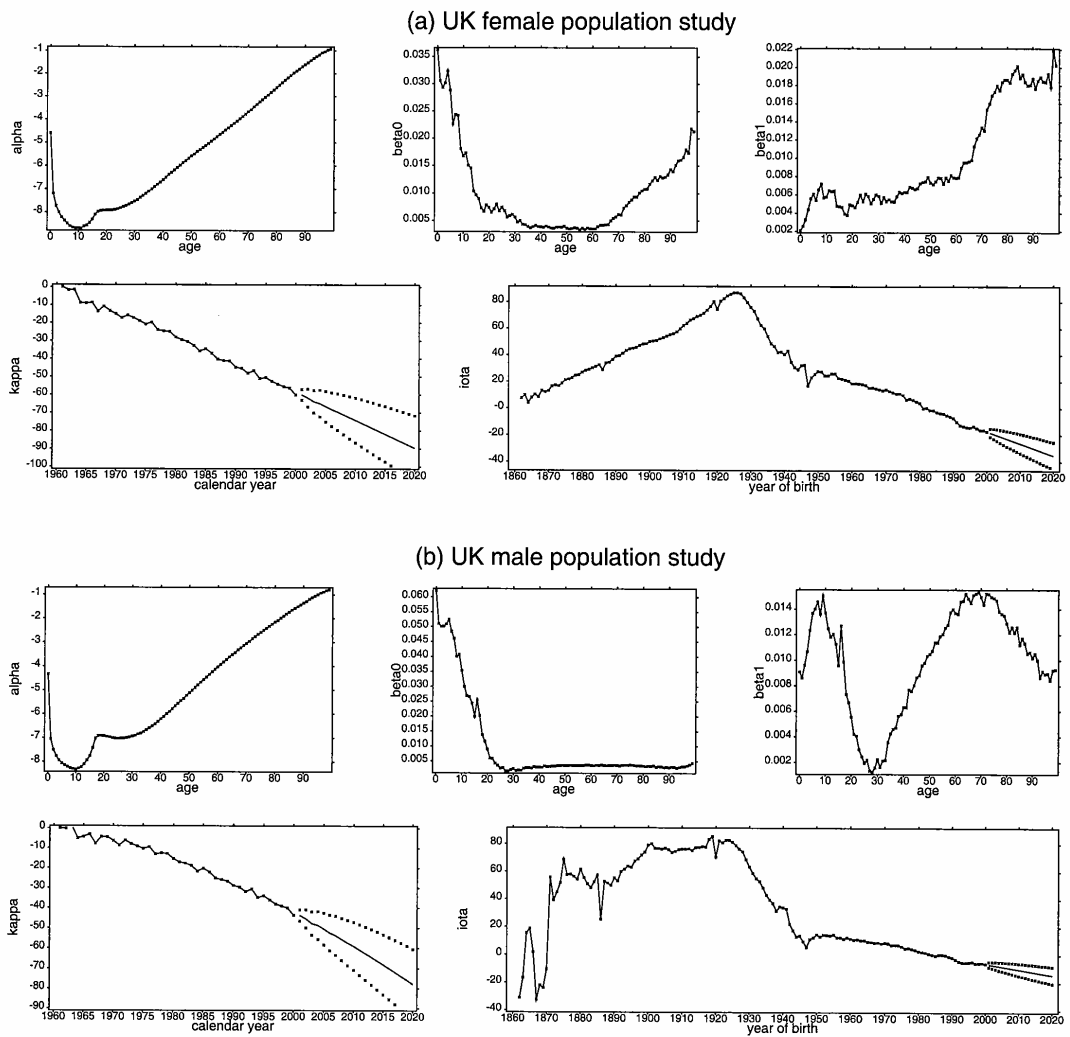 (a) UK female population study
alpha
-1
-2
-3
-4
-5
-6
-7
-8
0 10 20 30 40 50 60 70 80 90
age
beta0
0.035
0.030
0.025
0.020
0.015
0.010
0.005
0 10 20 30 40 50 60 70 80 90
age
beta1
0.022
0.020
0.018
0.016
0.014
0.012
0.010
0.008
0.006
0.004
0.002
0 10 20 30 40 50 60 70 80 90
age
kappa
0
-10
-20
-30
-40
-50
-60
-70
-80
-90
-100
1960 1965 1970 1975 1980 1985 1990 1995 2000 2005 2010 2015 2020
calendar year
iota
80
60
40
20
-0
-20
-40
1860 1870 1880 1890 1900 1910 1920 1930 1940 1950 1960 1970 1980 1990 2000 2010 2020
year of birth
(b) UK male population study
alpha
-1
-2
-3
-4
-5
-6
-7
-8
0 10 20 30 40 50 60 70 80 90
age
beta0
0.060
0.055
0.050
0.045
0.040
0.035
0.030
0.025
0.020
0.015
0.010
0.005
0 10 20 30 40 50 60 70 80 90
age
beta1
0.014
0.012
0.010
0.008
0.006
0.004
0.002
0 10 20 30 40 50 60 70 80 90
age
kappa
0
-10
-20
-30
-40
-50
-60
-70
-80
-90
1960 1965 1970 1975 1980 1985 1990 1995 2000 2005 2010 2015 2020
calendar year
iota
80
60
40
20
0
-20
-40
1860 1870 1880 1890 1900 1910 1920 1930 1940 1950 1960 1970 1980 1990 2000 2010 2020
year of birth